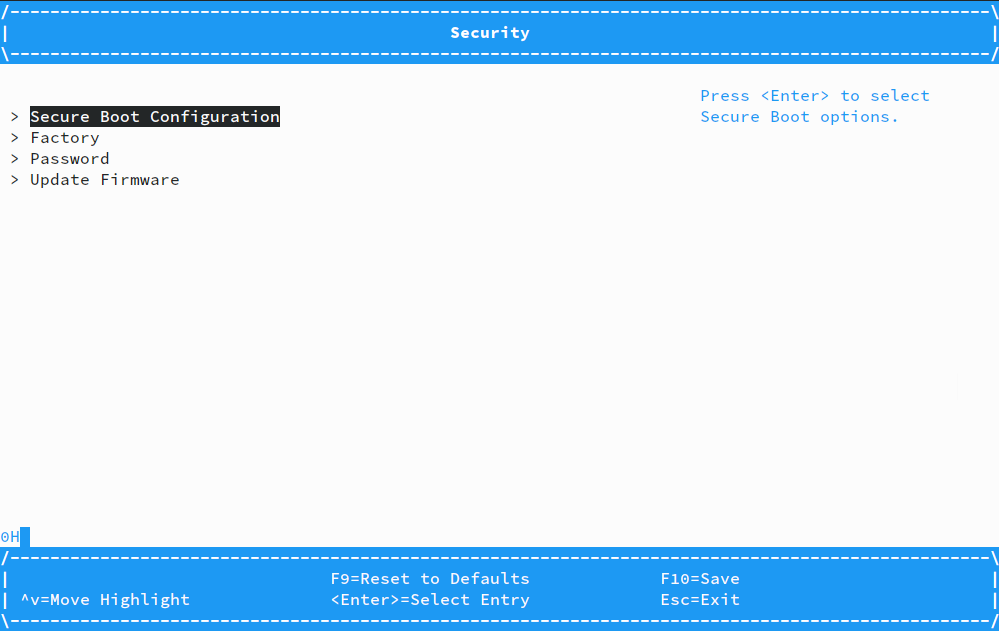 /--------------------------------------------------------------------------------------------------\
| Security |
\--------------------------------------------------------------------------------------------------/
Press <Enter> to select
> Secure Boot Configuration Secure Boot options.
> Factory
> Password
> Update Firmware
0H
/--------------------------------------------------------------------------------------------------\
| F9=Reset to Defaults F10=Save |
| ^v=Move Highlight <Enter>=Select Entry Esc=Exit |
\--------------------------------------------------------------------------------------------------/